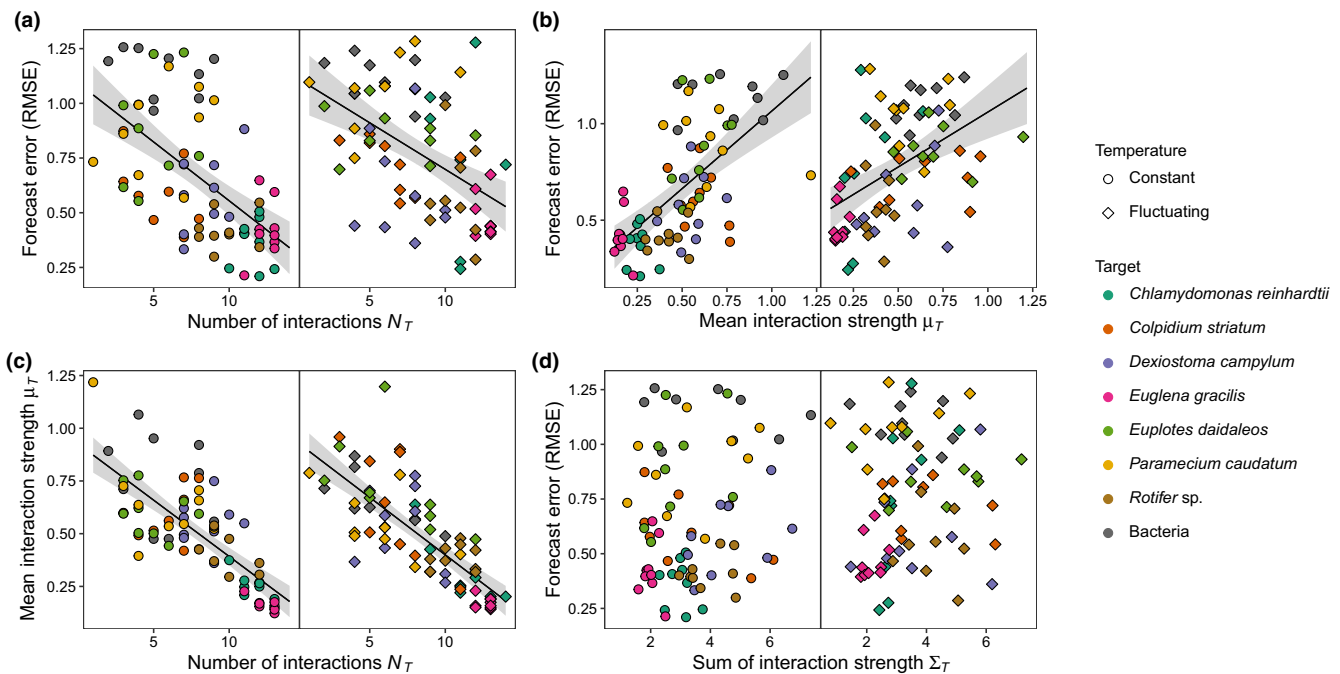 (a)
Forecast error (RMSE)
1.25
1.00
0.75
0.50
0.25
5
10
5
10
Number of interactions N_T
(b)
Forecast error (RMSE)
1.5
1.0
0.5
0.25
0.50
0.75
1.00
1.25
0.25
0.50
0.75
1.00
1.25
Mean interaction strength μ_T
(c)
Mean interaction strength μ_T
1.25
1.00
0.75
0.50
0.25
5
10
5
10
Number of interactions N_T
(d)
Forecast error (RMSE)
1.25
1.00
0.75
0.50
0.25
2
4
6
2
4
6
Sum of interaction strength Σ_T
Temperature
Constant
Fluctuating
Target
Chlamydomonas reinhardtii
Colpidium striatum
Dexiostoma campylum
Euglena gracilis
Euplotes daidaleos
Paramecium caudatum
Rotifer sp.
Bacteria